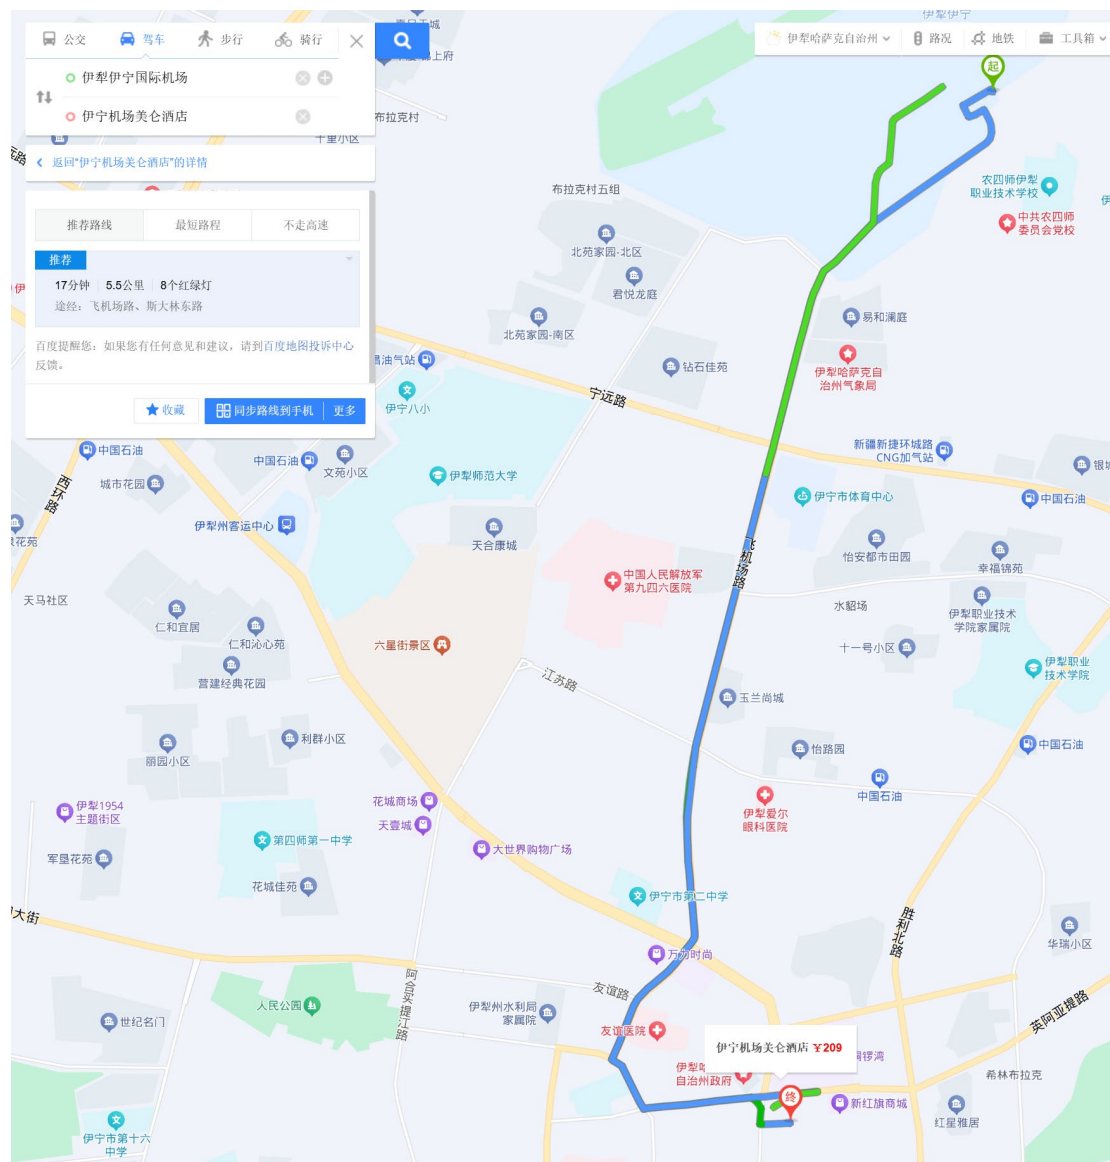 公交
驾车
步行
骑行
伊犁伊宁国际机场
伊宁机场美仑酒店
返回"伊宁机场美仑酒店"的详情
推荐路线
最短路程
不走高速
推荐
17分钟 5.5公里 8个红绿灯
途经：飞机场路、斯大林东路
百度提醒您：如果您有任何意见和建议，请到百度地图投诉中心
反馈。
收藏
同步路线到手机
更多
伊犁哈萨克自治州
路况
地铁
工具箱
伊犁伊宁
起
布拉克村
十里小区
布拉克村五组
农四师伊犁
职业技术学校
中共农四师
委员会党校
北苑家园-北区
君悦龙庭
北苑家园-南区
易和澜庭
钻石佳苑
伊犁哈萨克自
治州气象局
油气站
伊宁八小
宁远路
新疆新捷环城路
CNG加气站
中国石油
中国石油
文苑小区
城市花园
西环路
伊犁师范大学
伊宁市体育中心
中国石油
伊犁州客运中心
天合康城
飞机场路
怡安都市田园
幸福锦苑
中国人民解放军
第九四六医院
天马社区
仁和宜居
仁和沁心苑
水貂场
伊犁职业技术
学院家属院
六星街景区
十一号小区
伊犁职业
技术学院
营建经典花园
江苏路
玉兰尚城
利群小区
丽园小区
怡路园
中国石油
中国石油
伊犁1954
主题街区
花城商场
天壹城
伊犁爱尔
眼科医院
第四师第一中学
大世界购物广场
军垦花苑
花城佳苑
伊宁市第二中学
大街
胜利北路
华瑞小区
万方时尚
阿合买提江路
友谊路
人民公园
伊犁州水利局
家属院
世纪名门
友谊医院
英阿亚提路
伊宁机场美仑酒店 ¥209
自治州政府
希林布拉克
终
新红旗商城
红星雅居
伊宁市第十六
中学